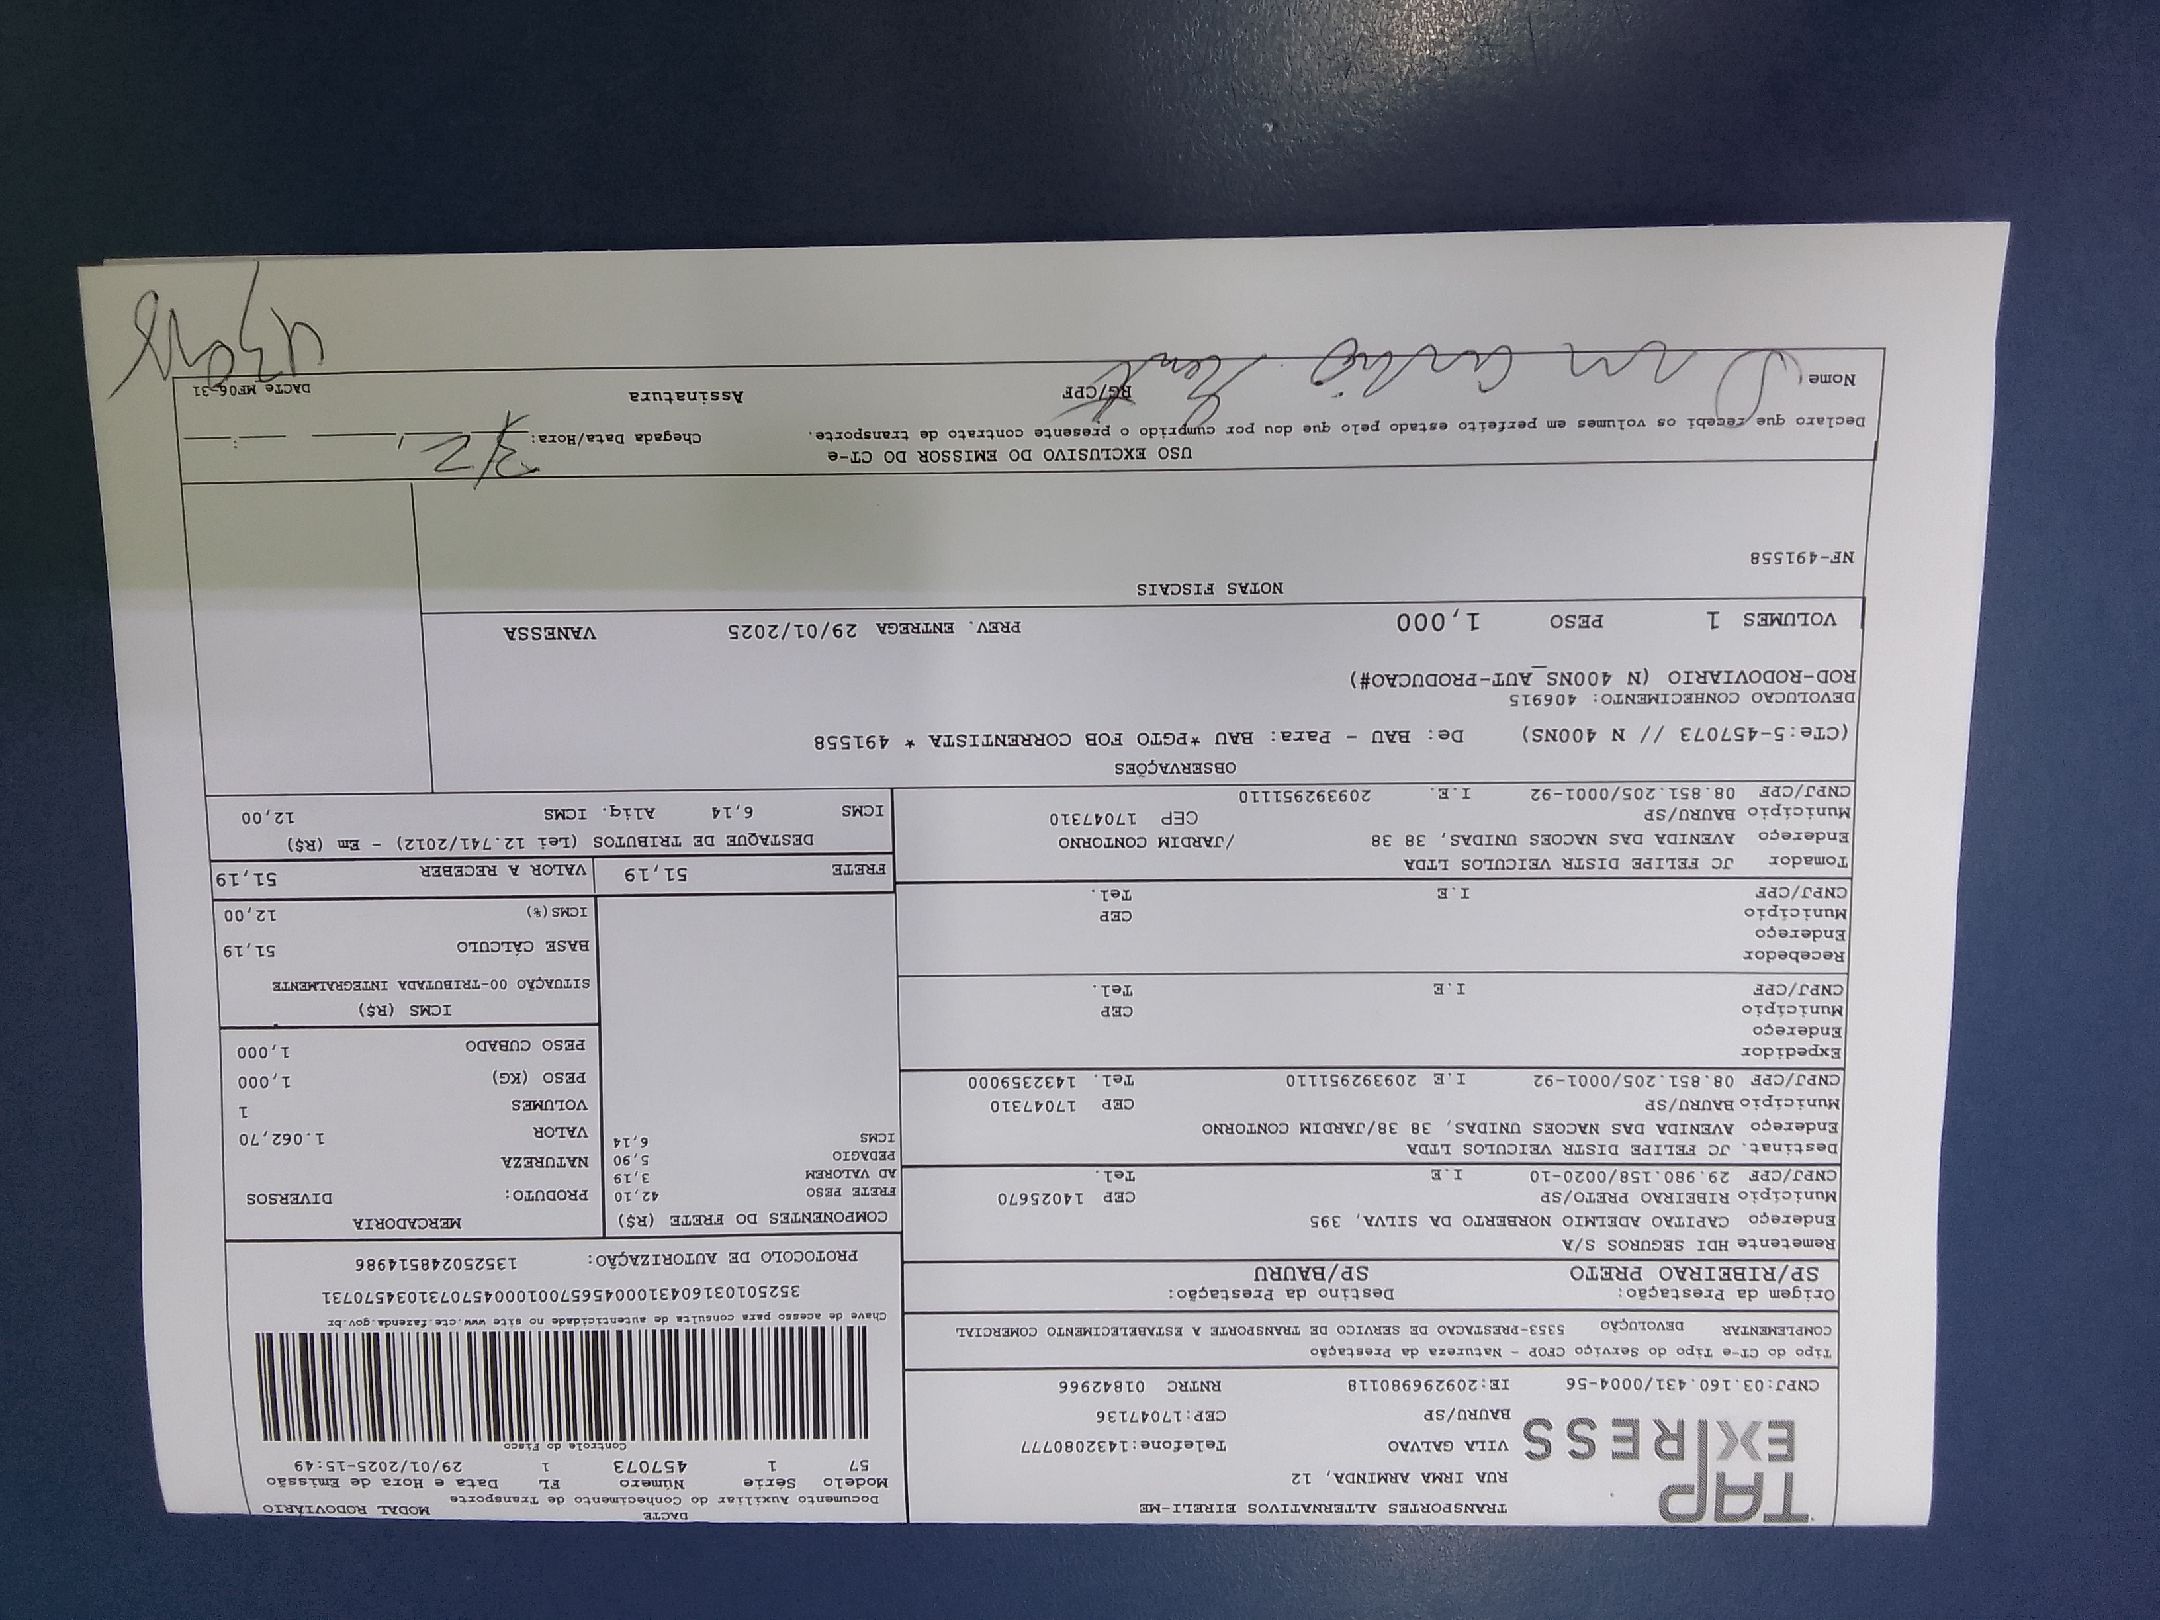 TAP
EXPRESS
TRANSPORTES ALTERNATIVOS EIRELI-ME
RUA IRMA ARMINDA, 12
VILA GALVAO Telefone:1432080777
BAURU/SP CEP:17047136
CNPJ:03.160.431/0004-56 IE:209296980118 RNTRC 01842966
DACTE
Documento Auxiliar do Conhecimento de Transporte MODAL RODOVIÁRIO
Modelo Série Número FL Data e Hora de Emissão
57 1 457073 1 29/01/2025-15:49:
Controle do Fisco
Chave de acesso para consulta de autenticidade no site www.cte.fazenda.gov.br
PROTOCOLO DE AUTORIZAÇÃO: 135250248514986
Tipo do CT-e Tipo do Serviço CFOP - Natureza da Prestação
COMPLEMENTAR DEVOLUÇÃO 5353-PRESTACAO DE SERVICO DE TRANSPORTE A ESTABELECIMENTO COMERCIAL
Origem da Prestação: Destino da Prestação:
SP/RIBEIRAO PRETO SP/BAURU
Remetente HDI SEGUROS S/A
Endereço CAPITAO ADELMIO NORBERTO DA SILVA, 395
Município RIBEIRAO PRETO/SP CEP 14025670
CNPJ/CPF 29.980.158/0020-10 I.E Tel.
Destinat. JC FELIPE DISTR VEICULOS LTDA
Endereço AVENIDA DAS NACOES UNIDAS, 38 38/JARDIM CONTORNO
Município BAURU/SP CEP 17047310
CNPJ/CPF 08.851.205/0001-92 I.E 209392951110 Tel. 1432359000
Expedidor
Endereço
Município CEP
CNPJ/CPF I.E Tel.
Recebedor
Endereço
Município CEP
CNPJ/CPF I.E Tel.
Tomador JC FELIPE DISTR VEICULOS LTDA
Endereço AVENIDA DAS NACOES UNIDAS, 38 38 /JARDIM CONTORNO
Município BAURU/SP CEP 17047310
CNPJ/CPF 08.851.205/0001-92 I.E. 209392951110
COMPONENTES DO FRETE (R$)
FRETE PESO 42,10
AD VALOREM 3,19
PEDAGIO 5,90
ICMS 6,14
MERCADORIA
PRODUTO: DIVERSOS
NATUREZA
VALOR 1.062,70
VOLUMES 1
PESO (KG) 1,000
PESO CUBADO 1,000
ICMS (R$)
SITUAÇÃO 00-TRIBUTADA INTEGRALMENTE
BASE CÁLCULO 51,19
ICMS(%) 12,00
FRETE 51,19 VALOR A RECEBER 51,19
DESTAQUE DE TRIBUTOS (Lei 12.741/2012) - Em (R$)
ICMS 6,14 Aliq. ICMS 12,00
OBSERVAÇÕES
(CTe:5-457073 // N 400NS) De: BAU - Para: BAU *PGTO FOB CORRENTISTA * 491558
DEVOLUCAO CONHECIMENTO: 406915
ROD-RODOVIARIO (N 400NS_AUT-PRODUCAO#)
VOLUMES 1 PESO 1,000 PREV. ENTREGA 29/01/2025 VANESSA
NOTAS FISCAIS
NF-491558
USO EXCLUSIVO DO EMISSOR DO CT-e
Declaro que recebi os volumes em perfeito estado pelo que dou por cumprido o presente contrato de transporte. Chegada Data/Hora: 3/2
Nome RG/CPF Assinatura DACTe MF06-31